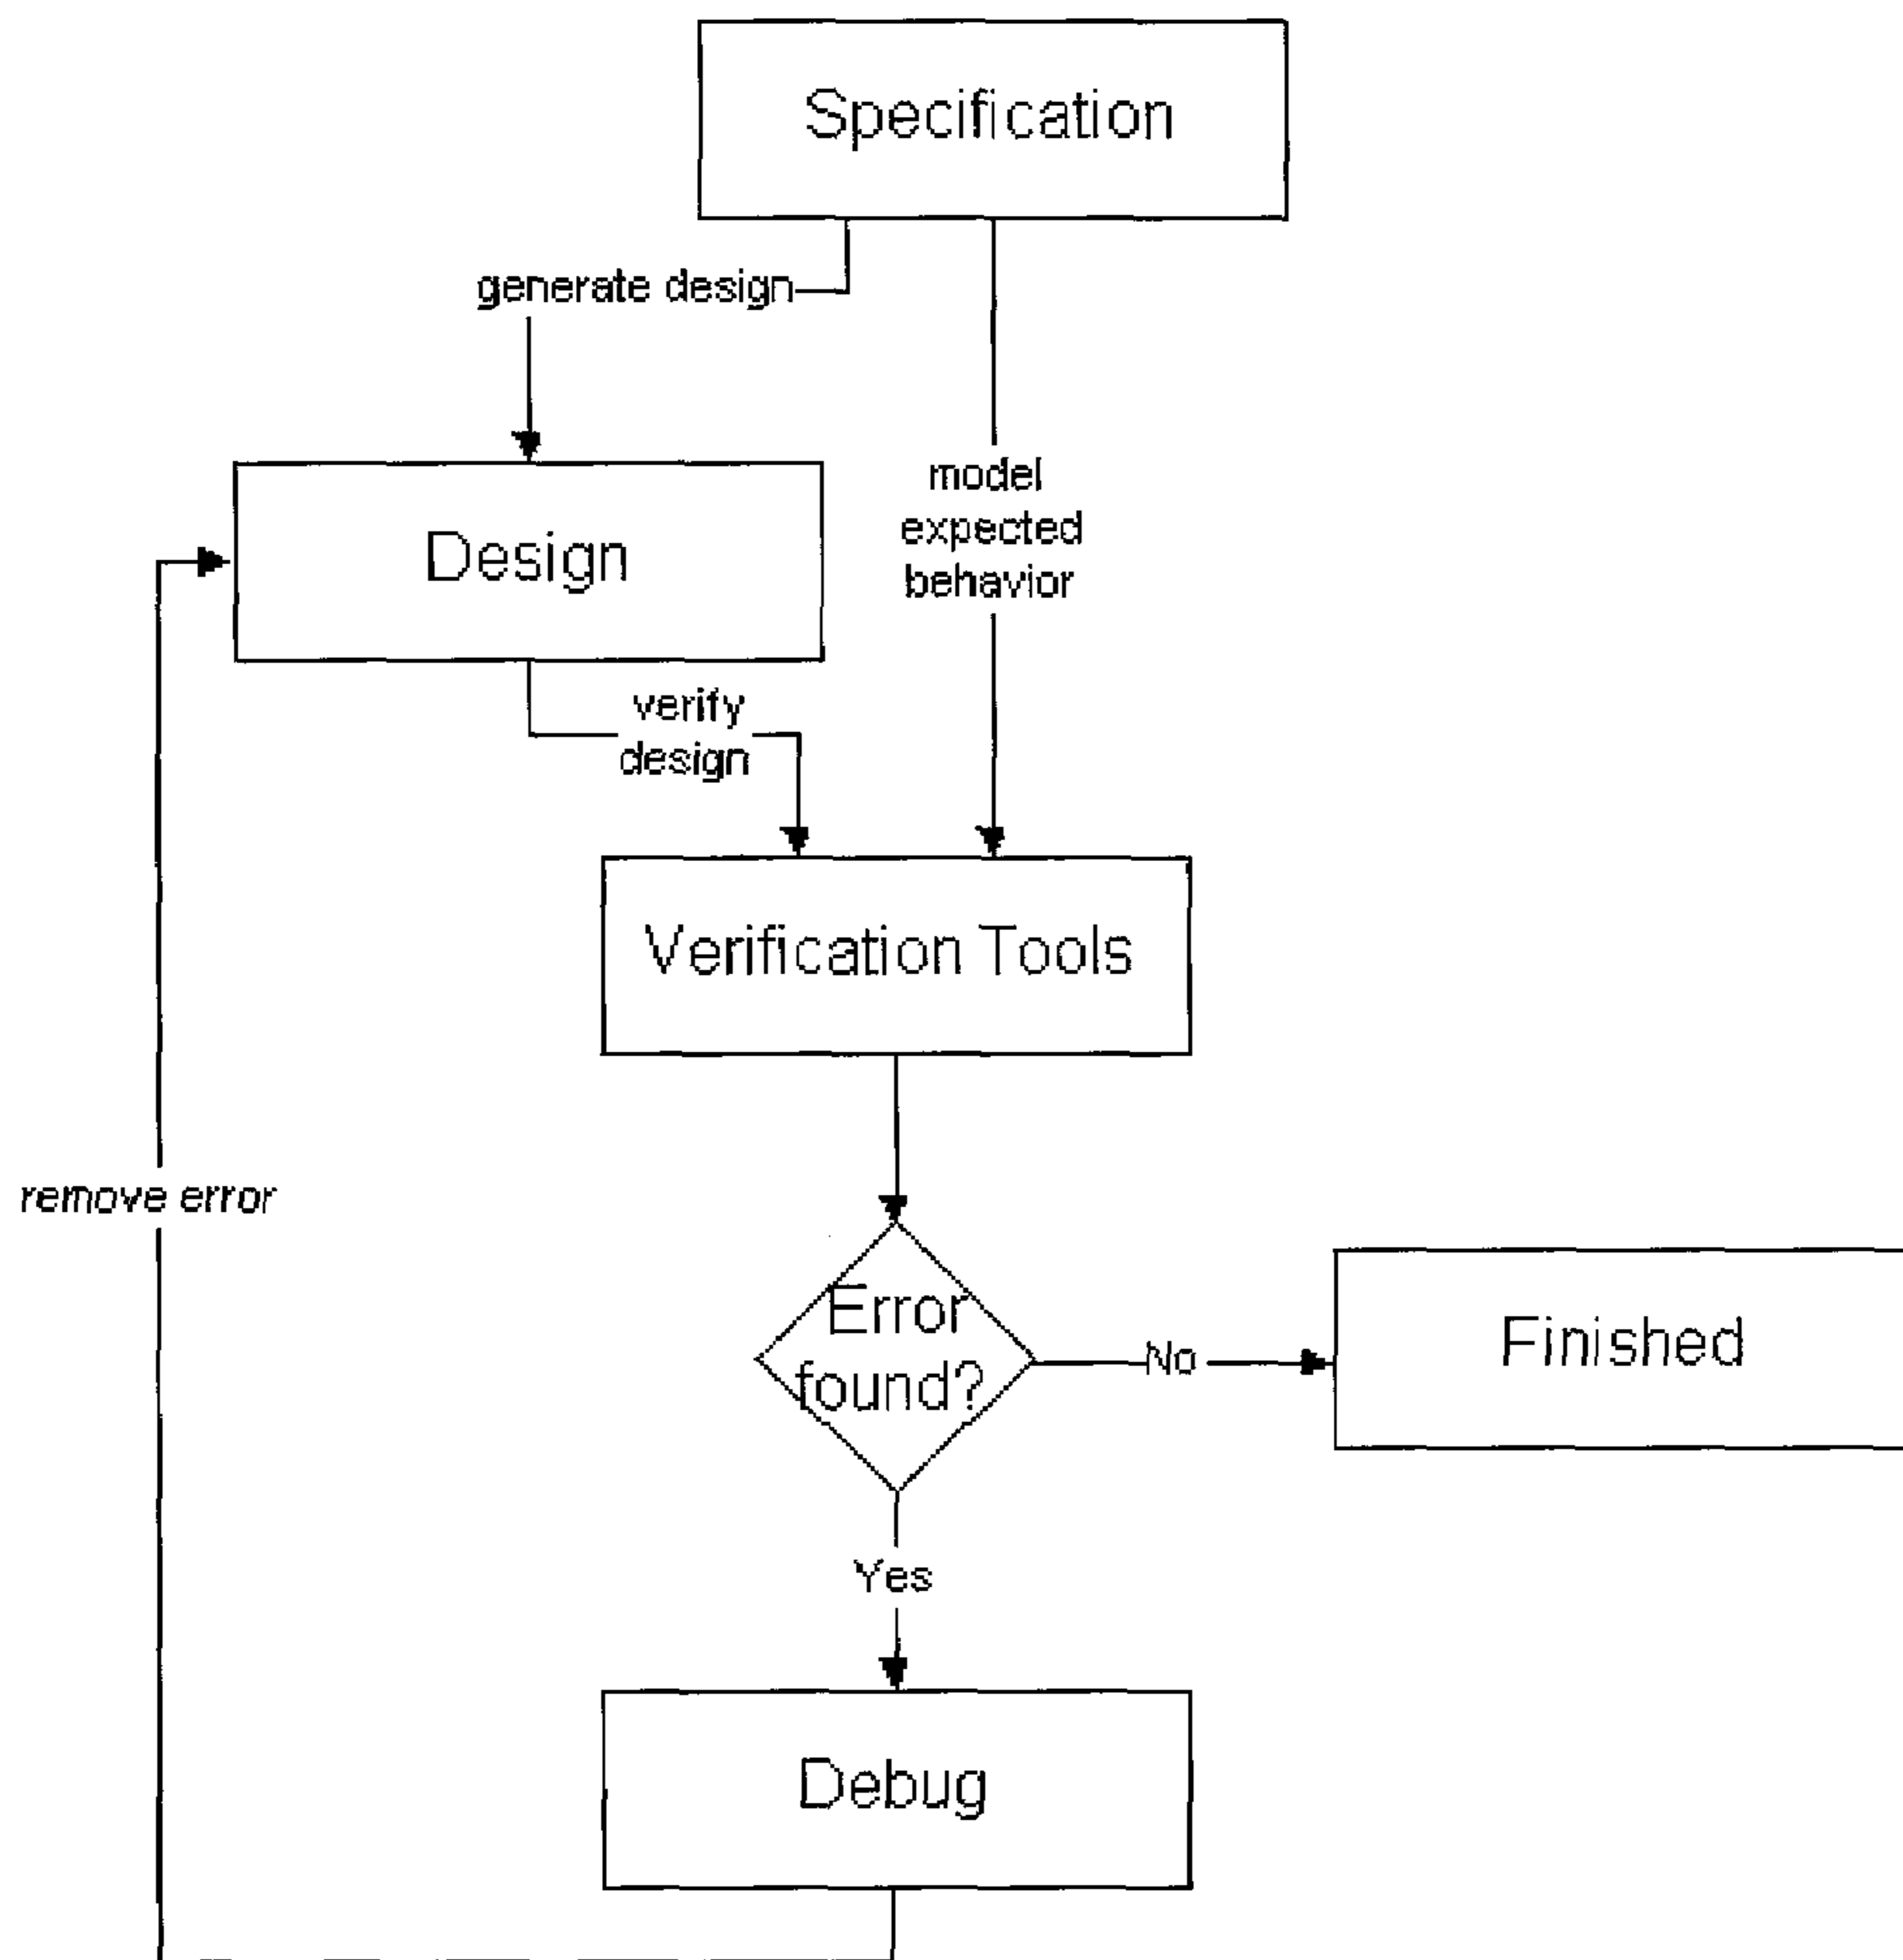 Specification
generate design
model
expected
behavior
Design
verify
design
Verification Tools
remove error
Error
found?
No
Finished
Yes
Debug